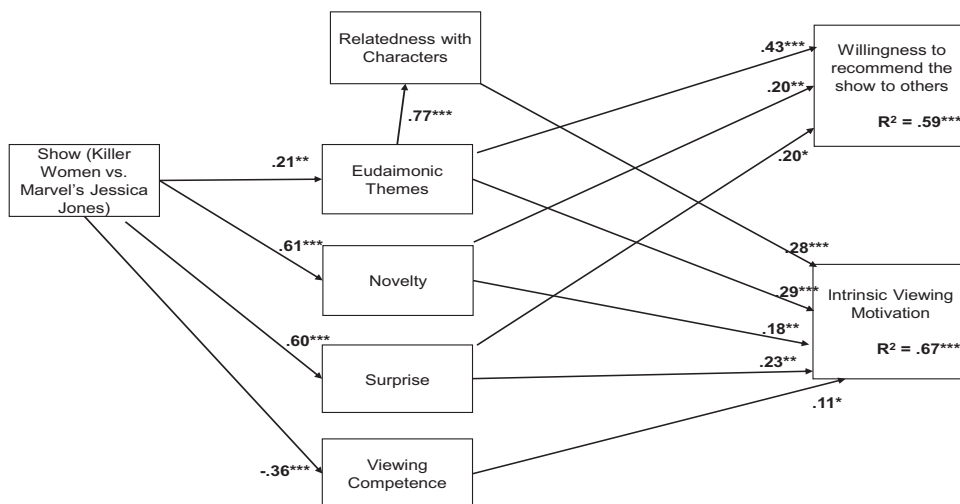 Relatedness with
Characters
.77***
.43***
.20**
.20*
Willingness to
recommend the
show to others
R² = .59***
Show (Killer
Women vs.
Marvel's Jessica
Jones)
.21**
Eudaimonic
Themes
.61***
Novelty
.60***
Surprise
-.36***
Viewing
Competence
.28***
.29***
.18**
.23**
.11*
Intrinsic Viewing
Motivation
R² = .67***